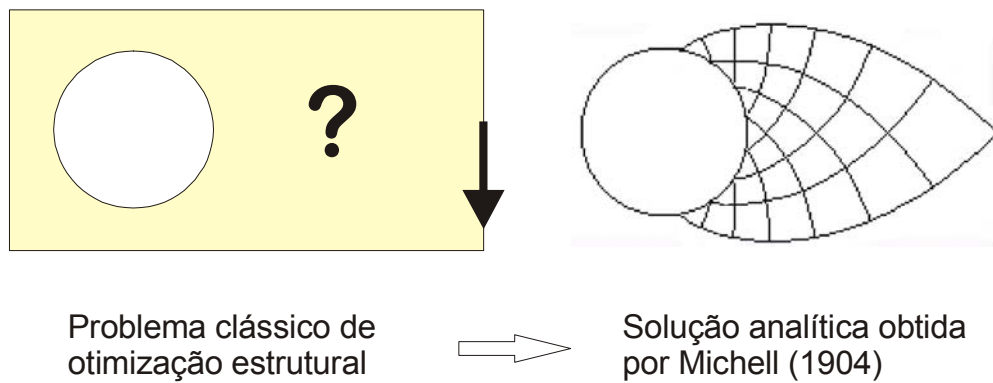 ?
Problema clássico de
otimização estrutural
Solução analítica obtida
por Michell (1904)